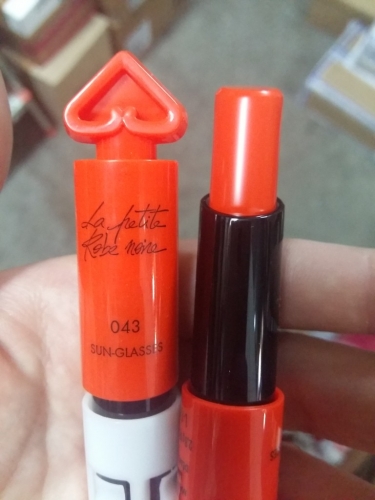 La petite
Robe noire
043
SUN-GLASSES